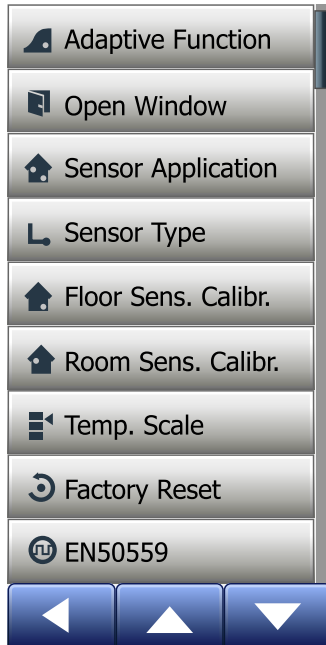 Adaptive Function
Open Window
Sensor Application
Sensor Type
Floor Sens. Calibr.
Room Sens. Calibr.
Temp. Scale
Factory Reset
EN50559